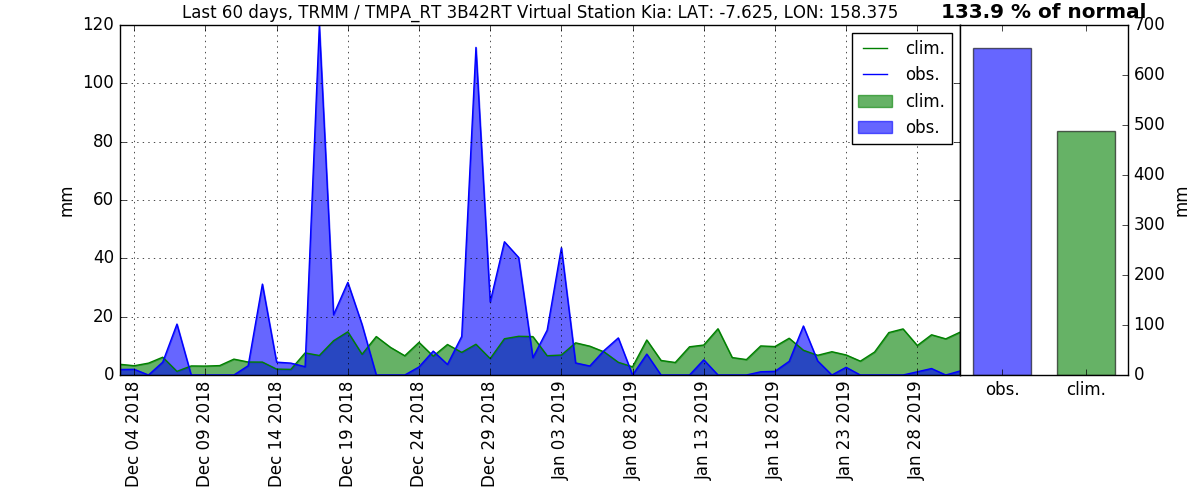 Last 60 days, TRMM / TMPA_RT 3B42RT Virtual Station Kia: LAT: -7.625, LON: 158.375
133.9 % of normal
120
100
80
60
40
20
0
mm
clim.
obs.
clim.
obs.
700
600
500
400
300
200
100
0
mm
Dec 04 2018
Dec 09 2018
Dec 14 2018
Dec 19 2018
Dec 24 2018
Dec 29 2018
Jan 03 2019
Jan 08 2019
Jan 13 2019
Jan 18 2019
Jan 23 2019
Jan 28 2019
obs.
clim.